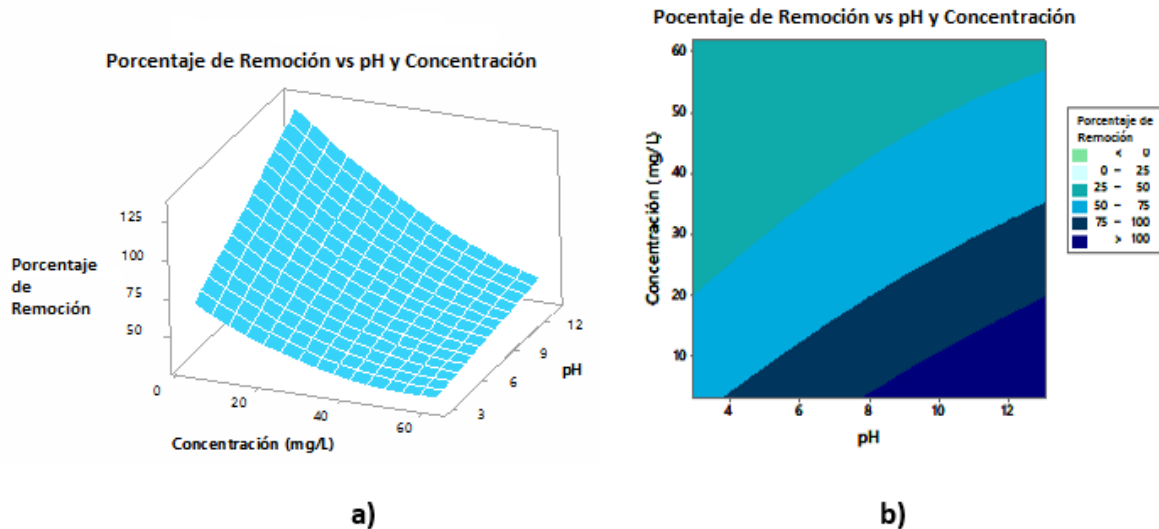 Porcentaje de Remoción vs pH y Concentración
125
100
75
50
Porcentaje
de
Remoción
0
20
40
60
3
6
9
12
pH
Concentración (mg/L)
a)
Pocentaje de Remoción vs pH y Concentración
60
50
40
30
20
10
Concentración (mg/L)
4
6
8
10
12
pH
Porcentaje de
Remoción
< 0
0 – 25
25 – 50
50 – 75
75 – 100
> 100
b)